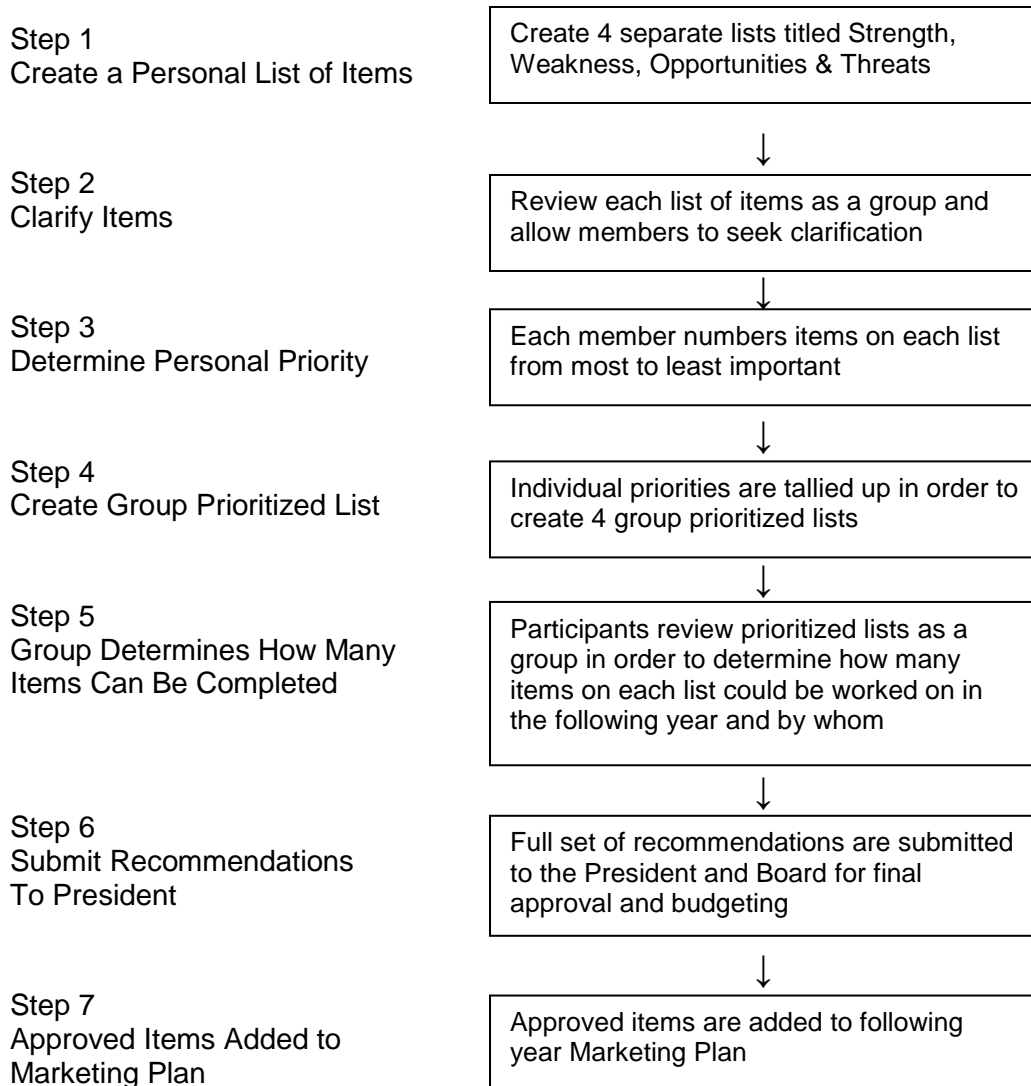 Step 1
Create a Personal List of Items
Create 4 separate lists titled Strength,
Weakness, Opportunities & Threats
↓
Step 2
Clarify Items
Review each list of items as a group and
allow members to seek clarification
↓
Step 3
Determine Personal Priority
Each member numbers items on each list
from most to least important
↓
Step 4
Create Group Prioritized List
Individual priorities are tallied up in order to
create 4 group prioritized lists
↓
Step 5
Group Determines How Many
Items Can Be Completed
Participants review prioritized lists as a
group in order to determine how many
items on each list could be worked on in
the following year and by whom
↓
Step 6
Submit Recommendations
To President
Full set of recommendations are submitted
to the President and Board for final
approval and budgeting
↓
Step 7
Approved Items Added to
Marketing Plan
Approved items are added to following
year Marketing Plan